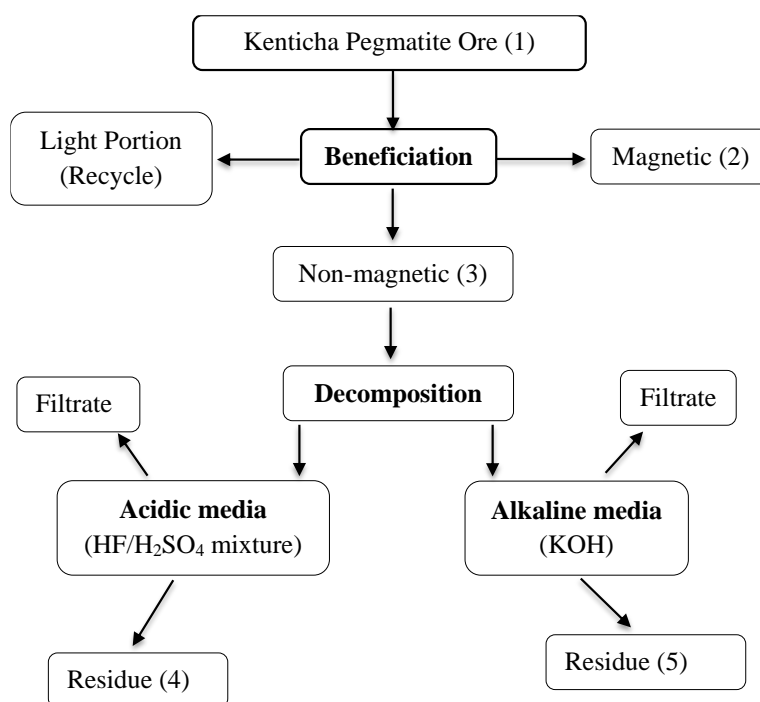 Kenticha Pegmatite Ore (1)
Light Portion
(Recycle)
Beneficiation
Magnetic (2)
Non-magnetic (3)
Decomposition
Filtrate
Filtrate
Acidic media
(HF/H₂SO₄ mixture)
Alkaline media
(KOH)
Residue (4)
Residue (5)